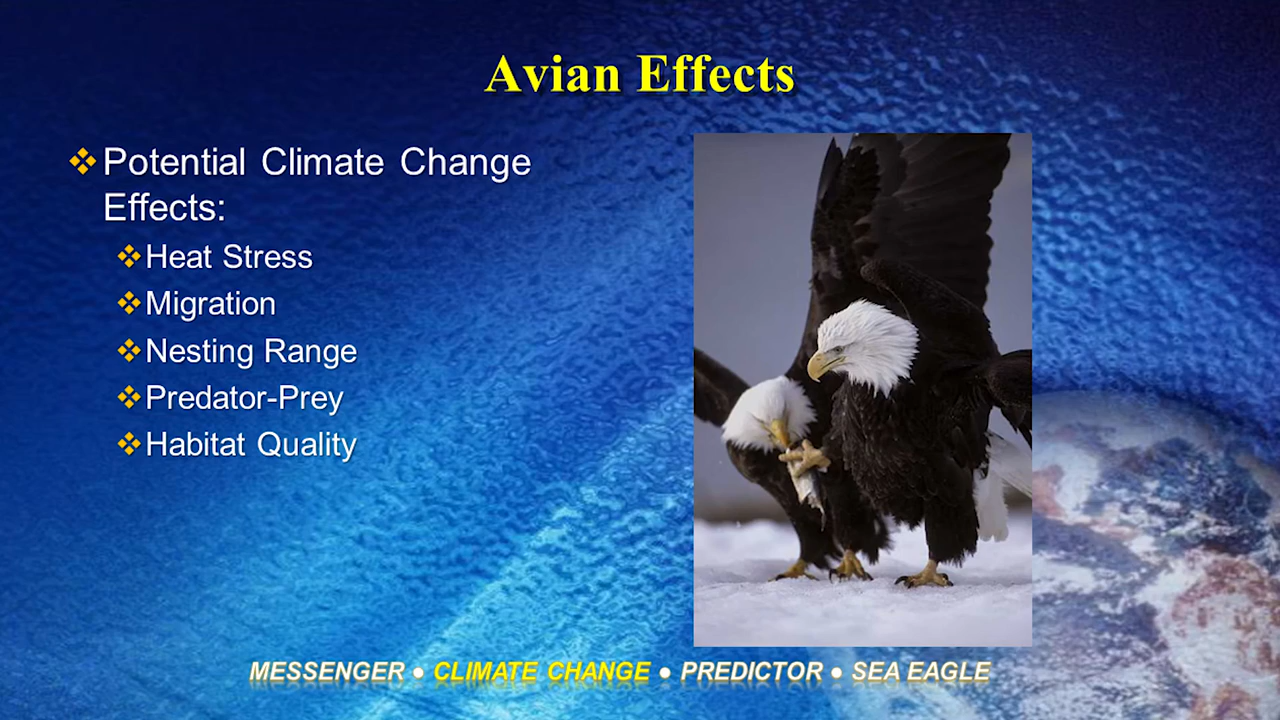 Avian Effects
Potential Climate Change
Effects:
Heat Stress
Migration
Nesting Range
Predator-Prey
Habitat Quality
MESSENGER ● CLIMATE CHANGE ● PREDICTOR ● SEA EAGLE